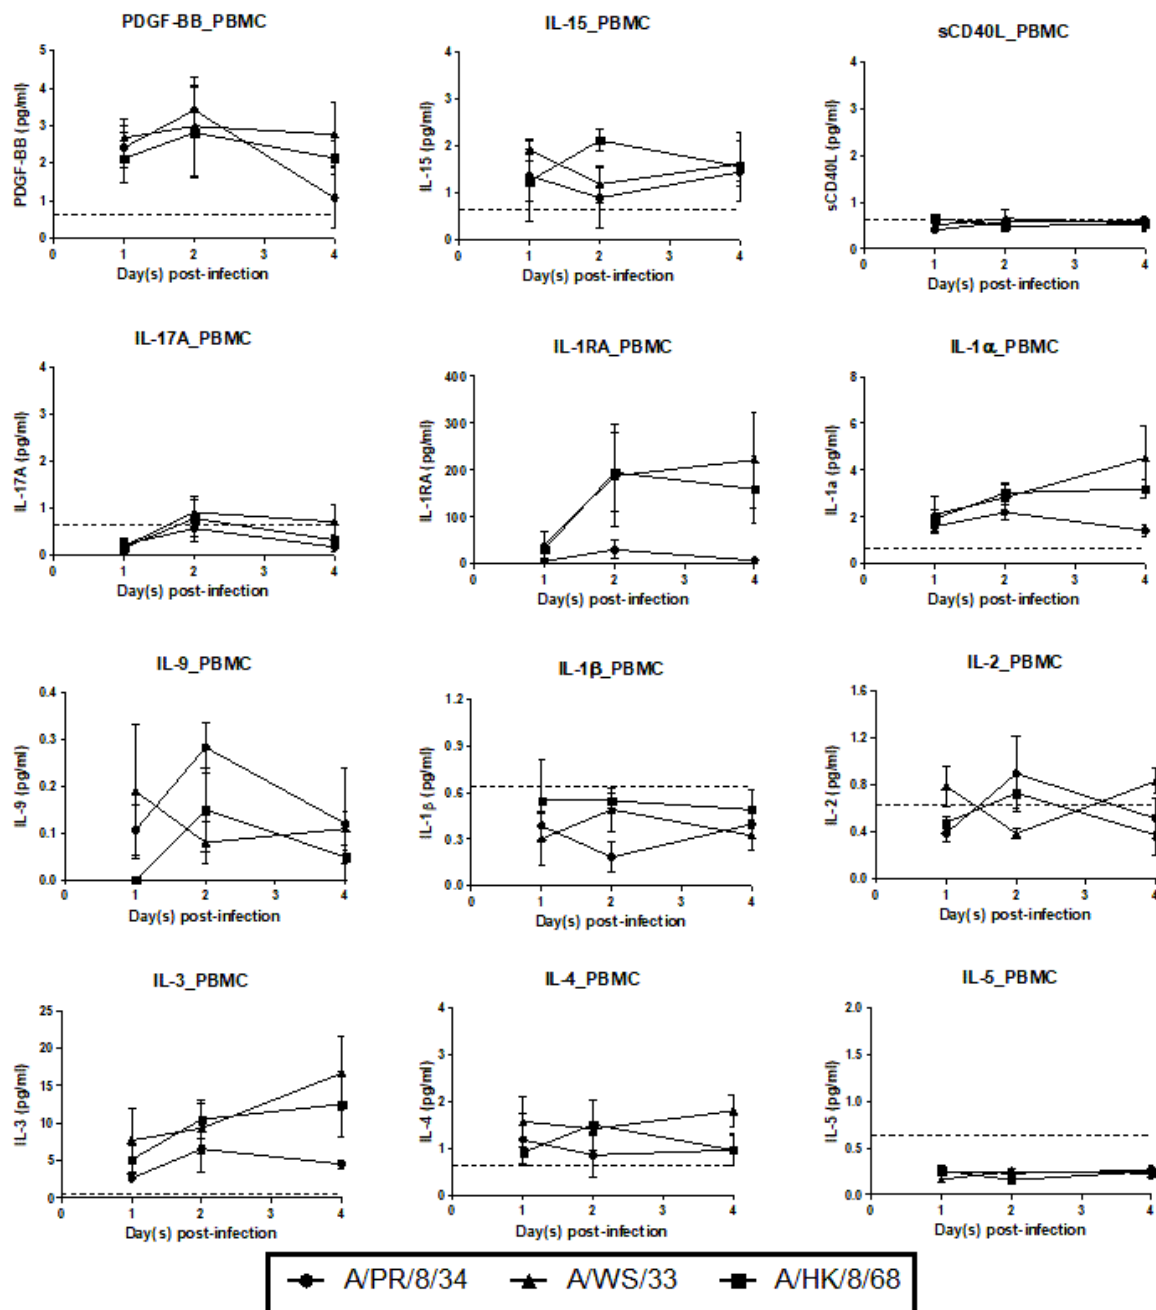 PDGF-BB_PBMC
PDGF-BB (pg/ml)
5
4
3
2
1
0
0 1 2 3 4
Day(s) post-infection
IL-15_PBMC
IL-15 (pg/ml)
4
3
2
1
0
0 1 2 3 4
Day(s) post-infection
sCD40L_PBMC
sCD40L (pg/ml)
4
3
2
1
0
0 1 2 3 4
Day(s) post-infection
IL-17A_PBMC
IL-17A (pg/ml)
4
3
2
1
0
0 1 2 3 4
Day(s) post-infection
IL-1RA_PBMC
IL-1RA (pg/ml)
400
300
200
100
0
0 1 2 3 4
Day(s) post-infection
IL-1α_PBMC
IL-1a (pg/ml)
8
6
4
2
0
0 1 2 3 4
Day(s) post-infection
IL-9_PBMC
IL-9 (pg/ml)
0.4
0.3
0.2
0.1
0.0
0 1 2 3 4
Day(s) post-infection
IL-1β_PBMC
IL-1β (pg/ml)
1.2
0.9
0.6
0.3
0.0
0 1 2 3 4
Day(s) post-infection
IL-2_PBMC
IL-2 (pg/ml)
1.6
1.2
0.8
0.4
0.0
0 1 2 3 4
Day(s) post-infection
IL-3_PBMC
IL-3 (pg/ml)
25
20
15
10
5
0
0 1 2 3 4
Day(s) post-infection
IL-4_PBMC
IL-4 (pg/ml)
4
3
2
1
0
0 1 2 3 4
Day(s) post-infection
IL-5_PBMC
IL-5 (pg/ml)
2.0
1.5
1.0
0.5
0.0
0 1 2 3 4
Day(s) post-infection
A/PR/8/34 A/WS/33 A/HK/8/68